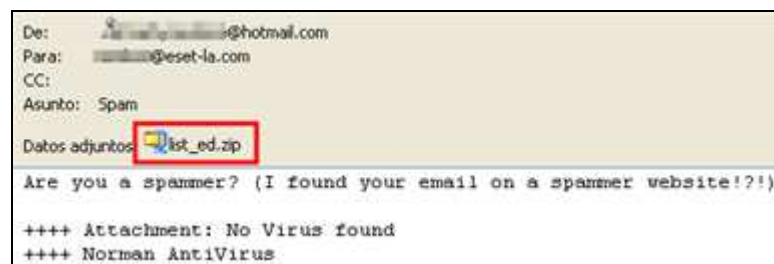 De: @hotmail.com
Para: @eset-la.com
CC:
Asunto: Spam
Datos adjuntos list_ed.zip
Are you a spammer? (I found your email on a spammer website!?!)
++++ Attachment: No Virus found
++++ Norman AntiVirus